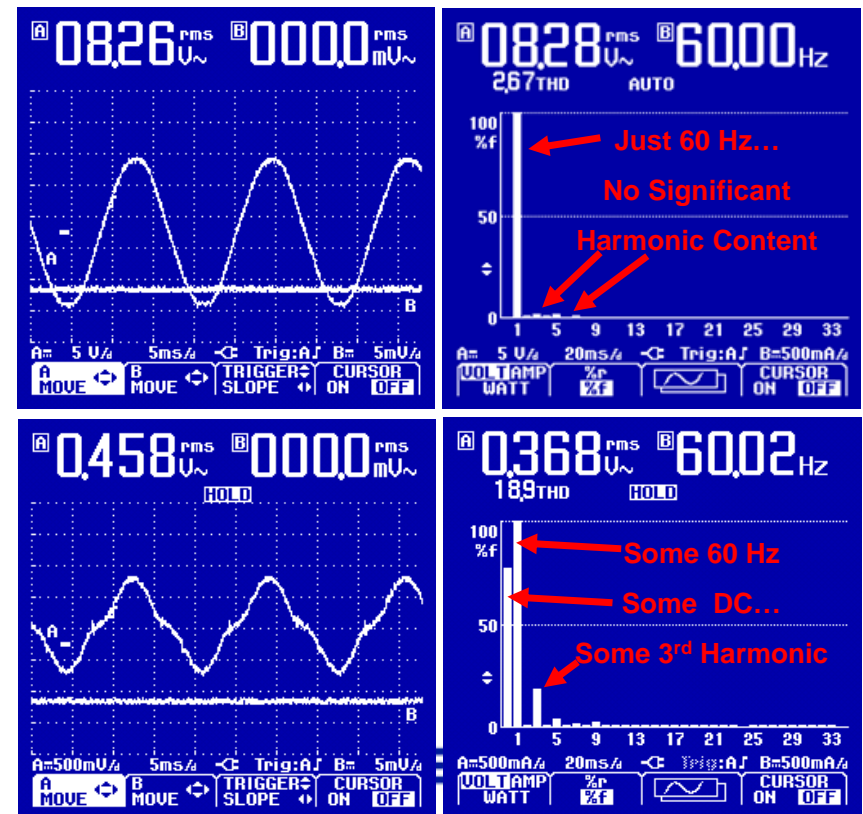 A 08.26 rms V~ B 000.0 rms mV~
A
B
A= 5 V/d 5ms/d Trig:A B= 5mV/d
A MOVE B MOVE TRIGGER SLOPE CURSOR ON OFF
A 08.28 rms V~ B 60.00 Hz
2.67THD AUTO
100
%f
Just 60 Hz…
No Significant
50
Harmonic Content
0
1 5 9 13 17 21 25 29 33
A= 5 V/d 20ms/d Trig:A B=500mA/d
VOLT AMP WATT %r %f CURSOR ON OFF
A 0.458 rms V~ B 000.0 rms mV~
HOLD
A
B
A=500mV/d 5ms/d Trig:A B= 5mV/d
A MOVE B MOVE TRIGGER SLOPE CURSOR ON OFF
A 0.368 rms V~ B 60.02 Hz
18.9THD HOLD
100
%f
Some 60 Hz
Some DC…
50
Some 3rd Harmonic
0
1 5 9 13 17 21 25 29 33
A=500mA/d 20ms/d Trig:A B=500mA/d
VOLT AMP WATT %r %f CURSOR ON OFF